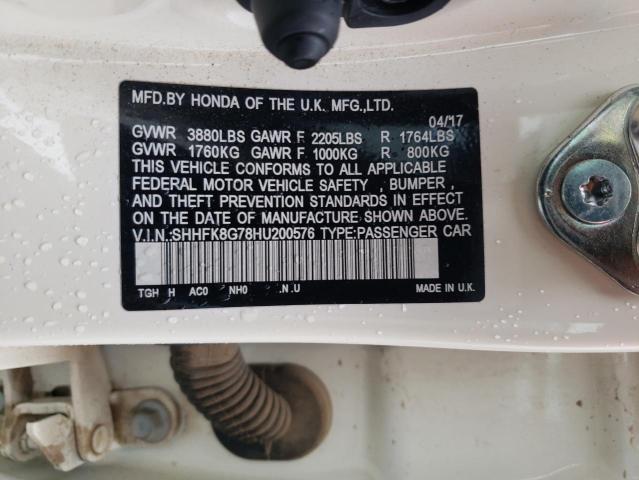 MFD.BY HONDA OF THE U.K. MFG.,LTD.
04/17
GVWR 3880LBS GAWR F 2205LBS R 1764LBS
GVWR 1760KG GAWR F 1000KG R 800KG
THIS VEHICLE CONFORMS TO ALL APPLICABLE
FEDERAL MOTOR VEHICLE SAFETY , BUMPER ,
AND THEFT PREVENTION STANDARDS IN EFFECT
ON THE DATE OF MANUFACTURE SHOWN ABOVE.
V.I.N.:SHHFK8G78HU200576 TYPE:PASSENGER CAR
TGH H AC0 NH0 .N.U MADE IN U.K.